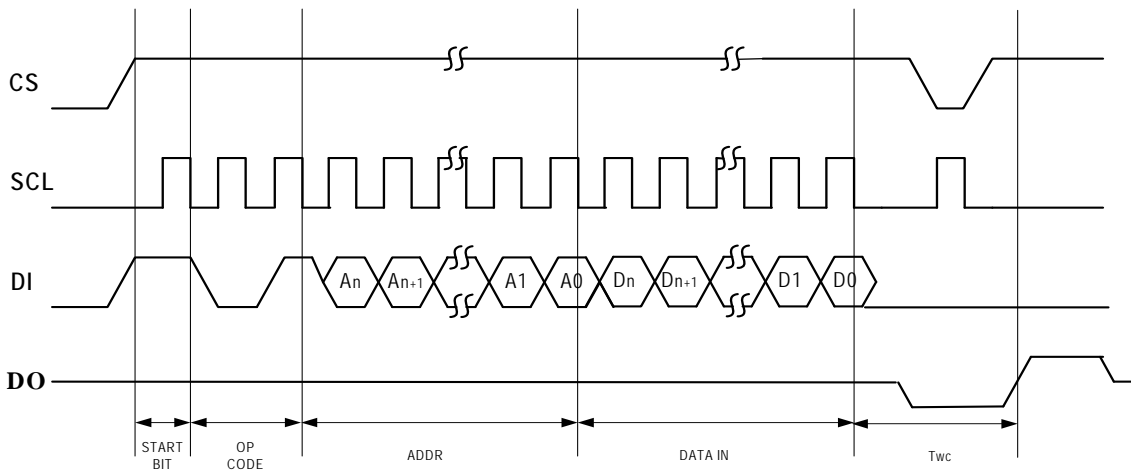 CS
SCL
DI
An
An+1
A1
A0
Dn
Dn+1
D1
D0
DO
START
BIT
OP
CODE
ADDR
DATA IN
Twc